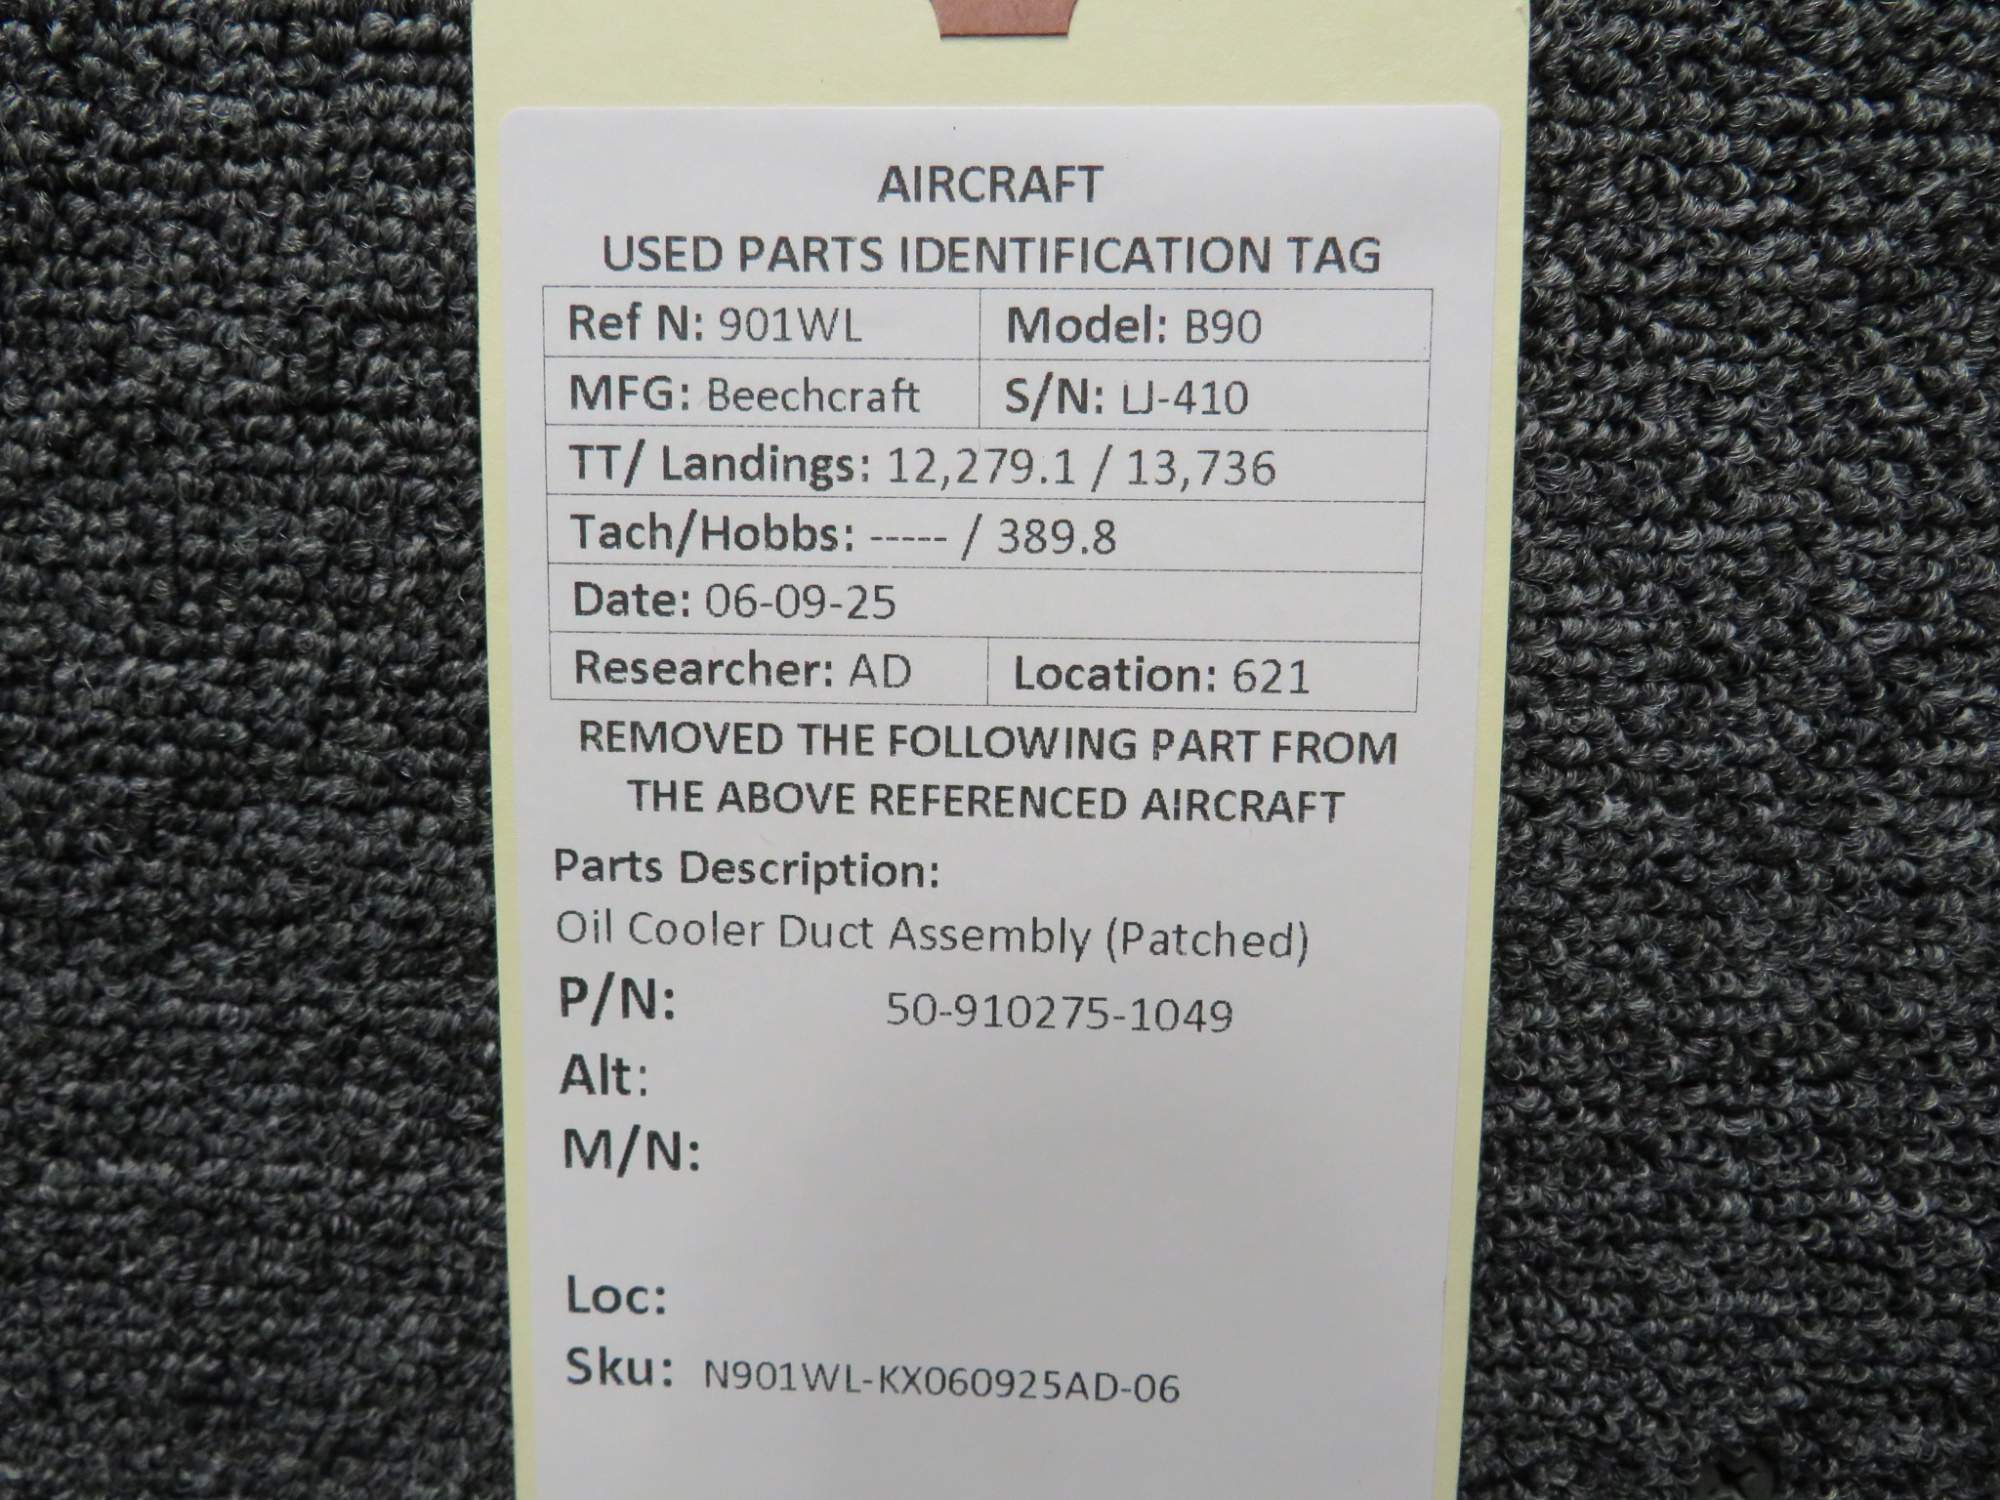 AIRCRAFT
USED PARTS IDENTIFICATION TAG
Ref N: 901WL Model: B90
MFG: Beechcraft S/N: LJ-410
TT/ Landings: 12,279.1 / 13,736
Tach/Hobbs: ----- / 389.8
Date: 06-09-25
Researcher: AD Location: 621
REMOVED THE FOLLOWING PART FROM
THE ABOVE REFERENCED AIRCRAFT
Parts Description:
Oil Cooler Duct Assembly (Patched)
P/N: 50-910275-1049
Alt:
M/N:
Loc:
Sku: N901WL-KX060925AD-06